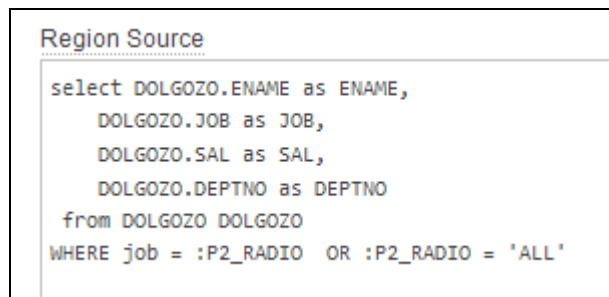 Region Source
select DOLGOZO.ENAME as ENAME,
    DOLGOZO.JOB as JOB,
    DOLGOZO.SAL as SAL,
    DOLGOZO.DEPTNO as DEPTNO
 from DOLGOZO DOLGOZO
WHERE job = :P2_RADIO  OR :P2_RADIO = 'ALL'